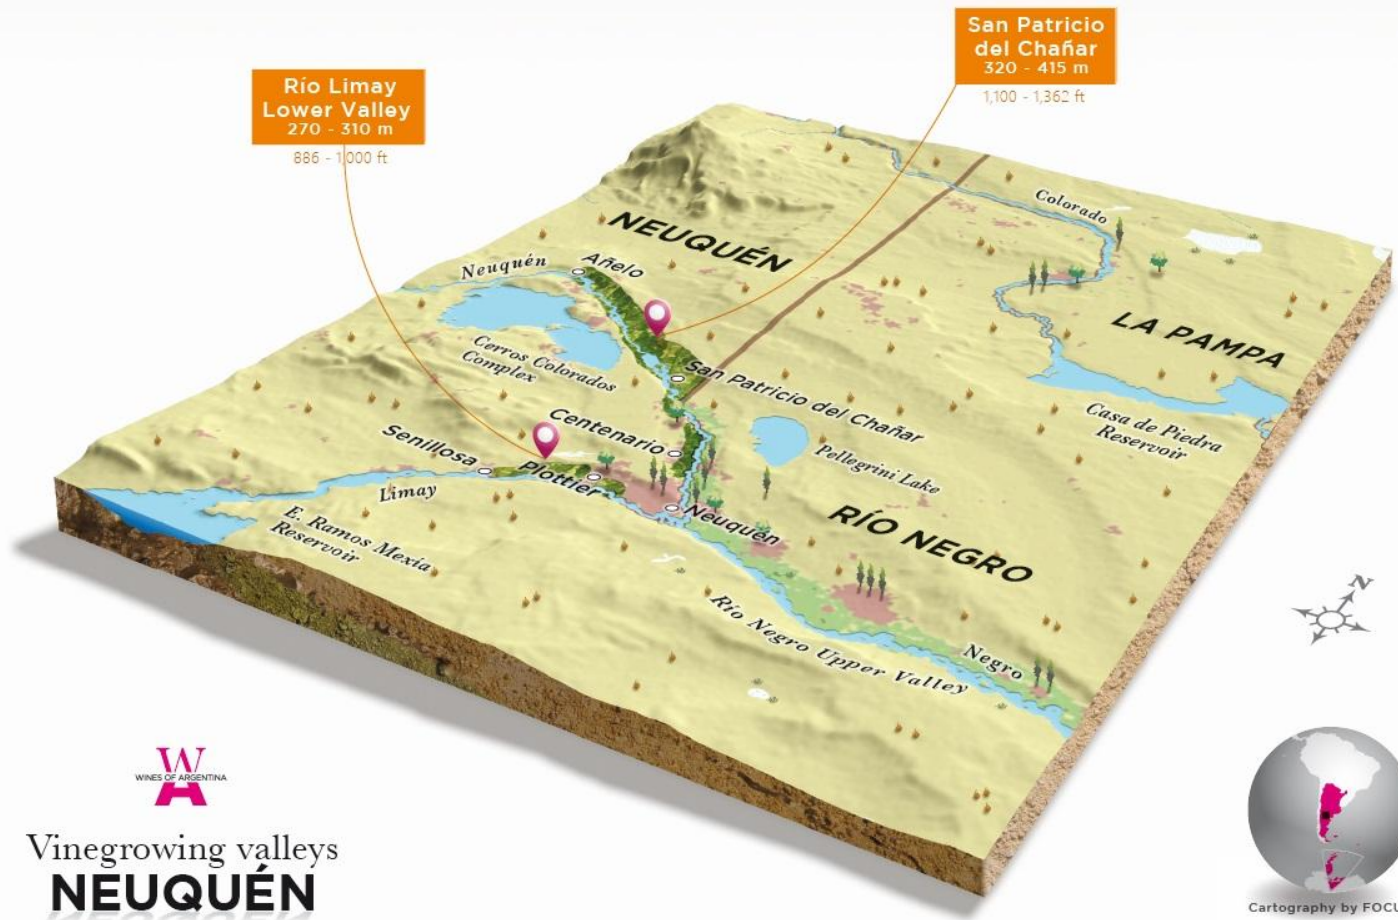 San Patricio
del Chañar
320 - 415 m
1,100 - 1,362 ft
Río Limay
Lower Valley
270 - 310 m
886 - 1,000 ft
Colorado
NEUQUÉN
Neuquén
Añelo
LA PAMPA
Cerros Colorados
Complex
San Patricio del Chañar
Casa de Piedra
Reservoir
Centenario
Senillosa
Plottier
Pellegrini Lake
Limay
Neuquén
RÍO NEGRO
E. Ramos Mexía
Reservoir
N
Río Negro Upper Valley
Negro
W
A
WINES OF ARGENTINA
Vinegrowing valleys
NEUQUÉN
Cartography by FOCU